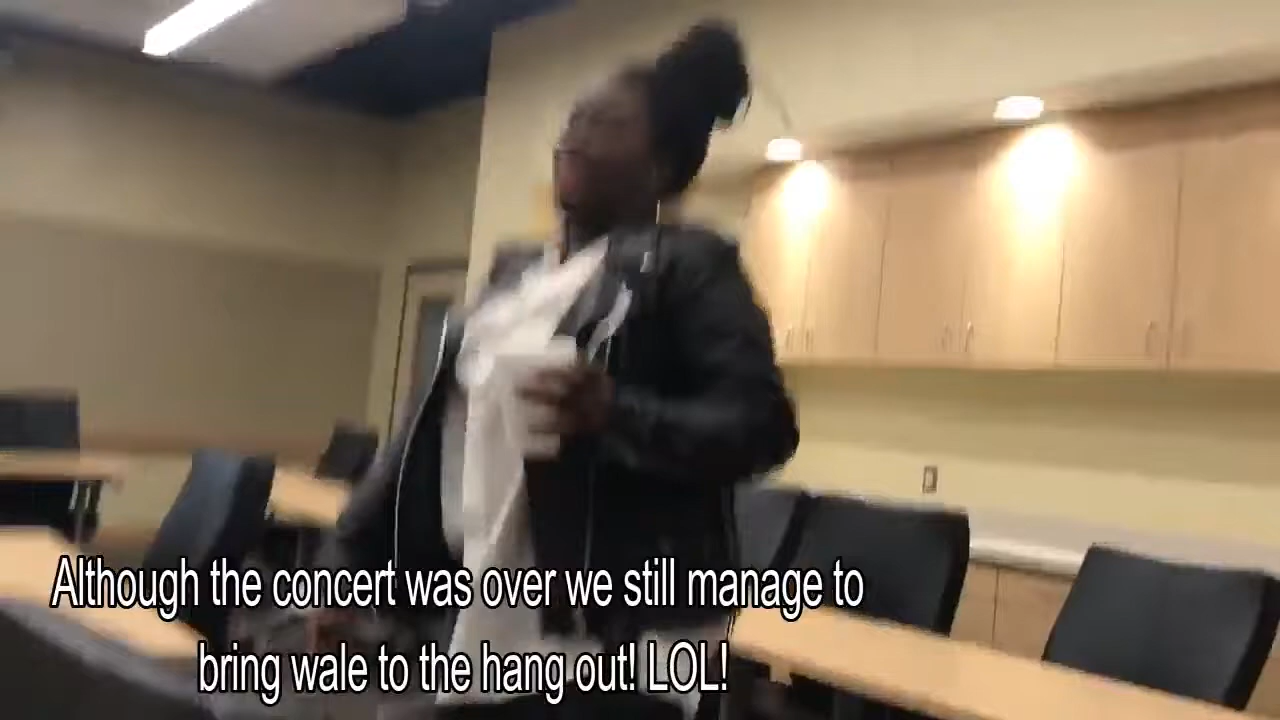 Although the concert was over we still manage to
bring wale to the hang out! LOL!